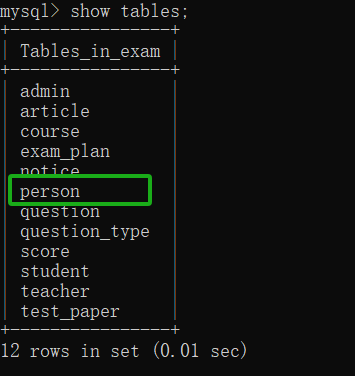 mysql> show tables;
+----------------+
| Tables_in_exam |
+----------------+
| admin |
| article |
| course |
| exam_plan |
| notice |
| person |
| question |
| question_type |
| score |
| student |
| teacher |
| test_paper |
+----------------+
12 rows in set (0.01 sec)